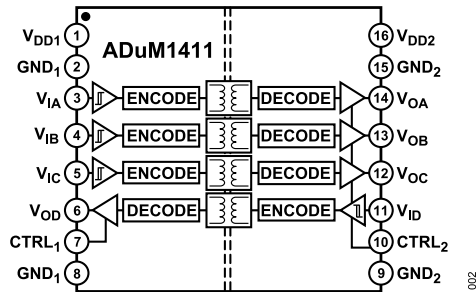 ADuM1411
VDD1 1 16 VDD2
GND1 2 15 GND2
VIA 3 ENCODE DECODE 14 VOA
VIB 4 ENCODE DECODE 13 VOB
VIC 5 ENCODE DECODE 12 VOC
VOD 6 DECODE ENCODE 11 VID
CTRL1 7 10 CTRL2
GND1 8 9 GND2
002